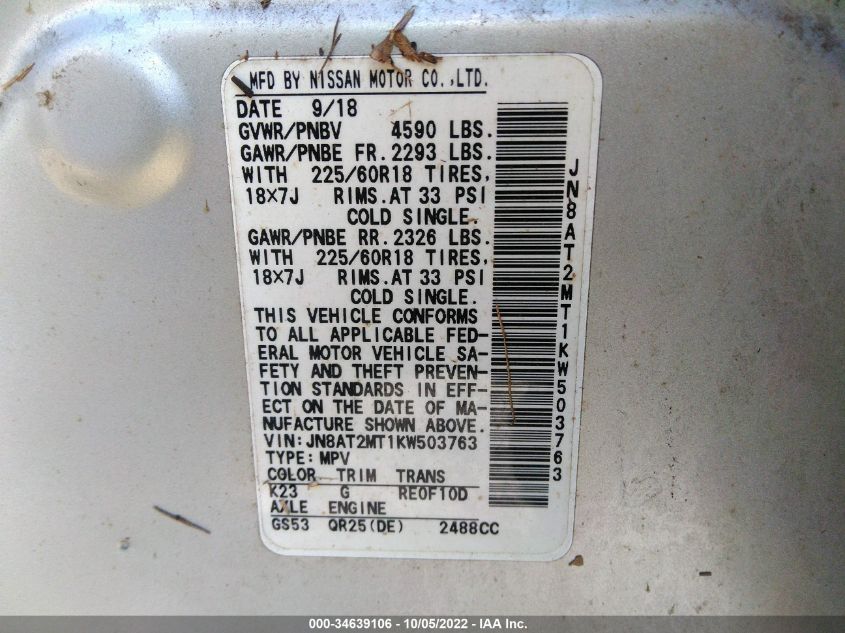 MFD BY NISSAN MOTOR CO.,LTD.
DATE 9/18
GVWR/PNBV 4590 LBS.
GAWR/PNBE FR. 2293 LBS.
WITH 225/60R18 TIRES,
18×7J RIMS. AT 33 PSI
COLD SINGLE.
GAWR/PNBE RR. 2326 LBS.
WITH 225/60R18 TIRES,
18×7J RIMS. AT 33 PSI
COLD SINGLE.
THIS VEHICLE CONFORMS
TO ALL APPLICABLE FED-
ERAL MOTOR VEHICLE SA-
FETY AND THEFT PREVEN-
TION STANDARDS IN EFF-
ECT ON THE DATE OF MA-
NUFACTURE SHOWN ABOVE.
VIN: JN8AT2MT1KW503763
TYPE: MPV
COLOR TRIM TRANS
K23 G RE0F10D
AXLE ENGINE
GS53 QR25(DE) 2488CC
JN8AT2MT1KW503763
000-34639106 - 10/05/2022 - IAA Inc.